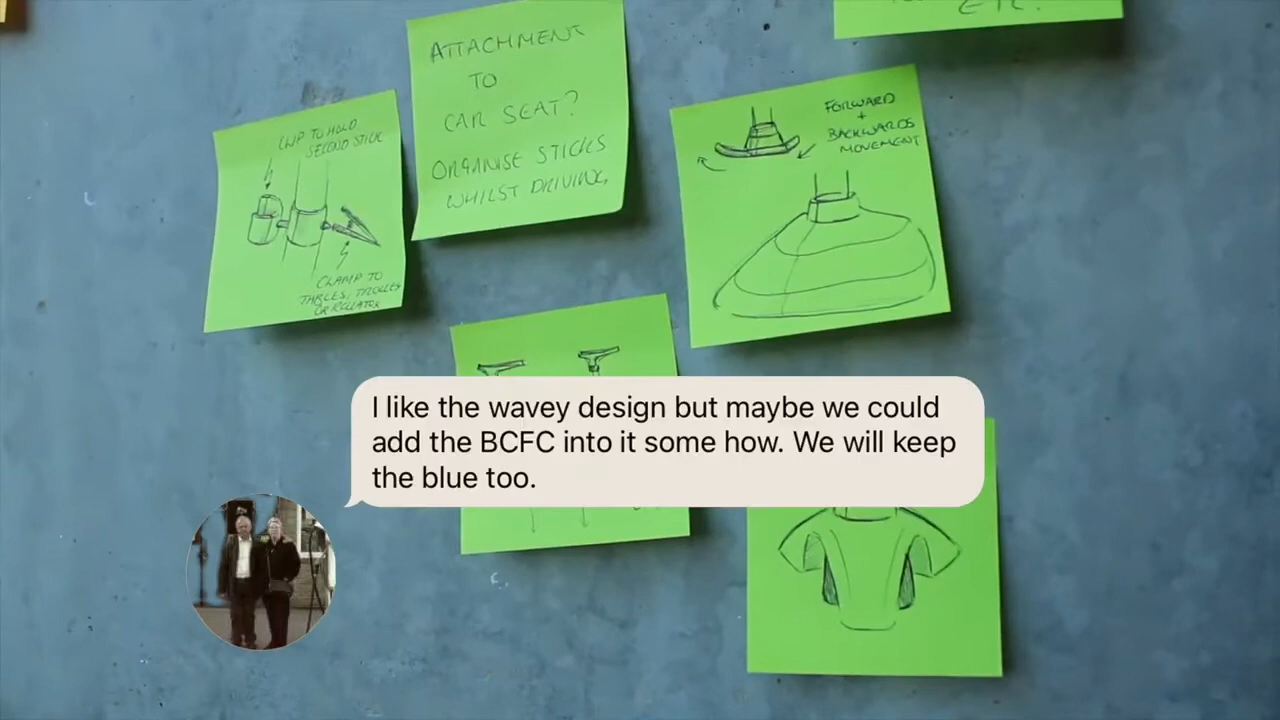 ETC.
ATTACHMENT
TO
CAR SEAT?
ORGANISE STICKS
WHILST DRIVING,
CLIP TO HOLD
SECOND STICK
CLAMP TO
TABLES, TROLLEY
OR ROLLATOR
FORWARD
+
BACKWARDS
MOVEMENT
I like the wavey design but maybe we could
add the BCFC into it some how. We will keep
the blue too.